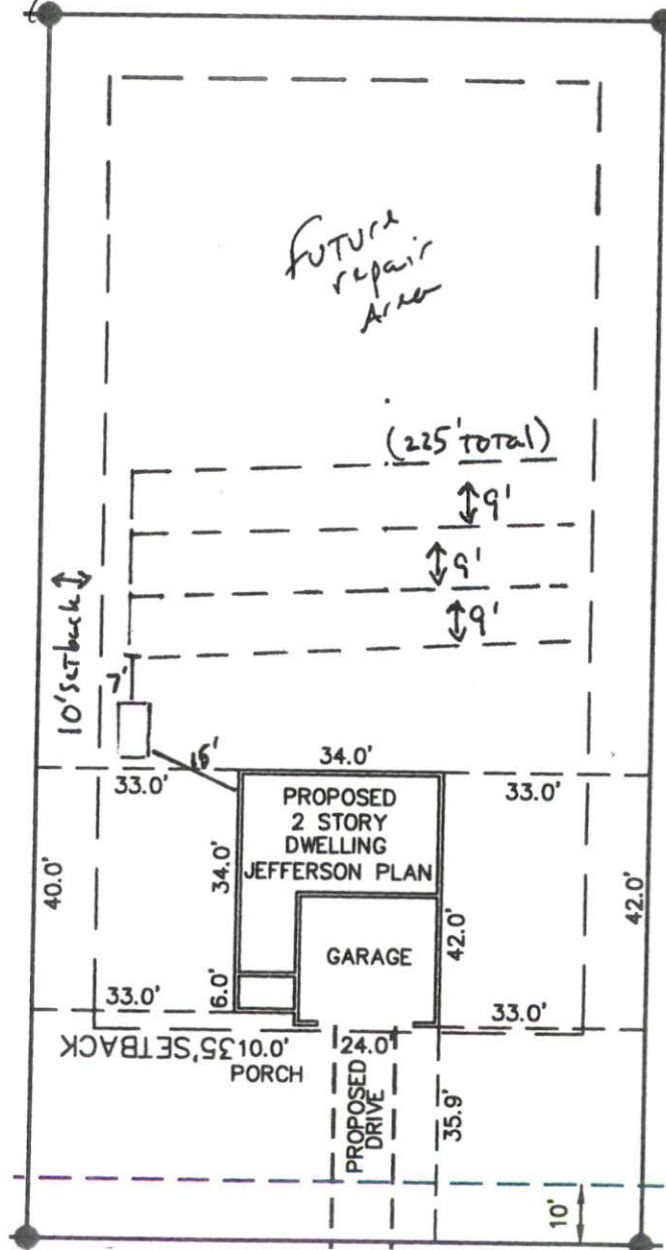 Future
repair
Area
(225' TOTAL)
9'
9'
9'
10' setback
7'
34.0'
33.0'
33.0'
PROPOSED
2 STORY
DWELLING
JEFFERSON PLAN
40.0'
34.0'
42.0'
42.0'
GARAGE
6.0'
33.0'
33.0'
35' SETBACK
10.0'
PORCH
24.0'
PROPOSED
DRIVE
35.9'
10'